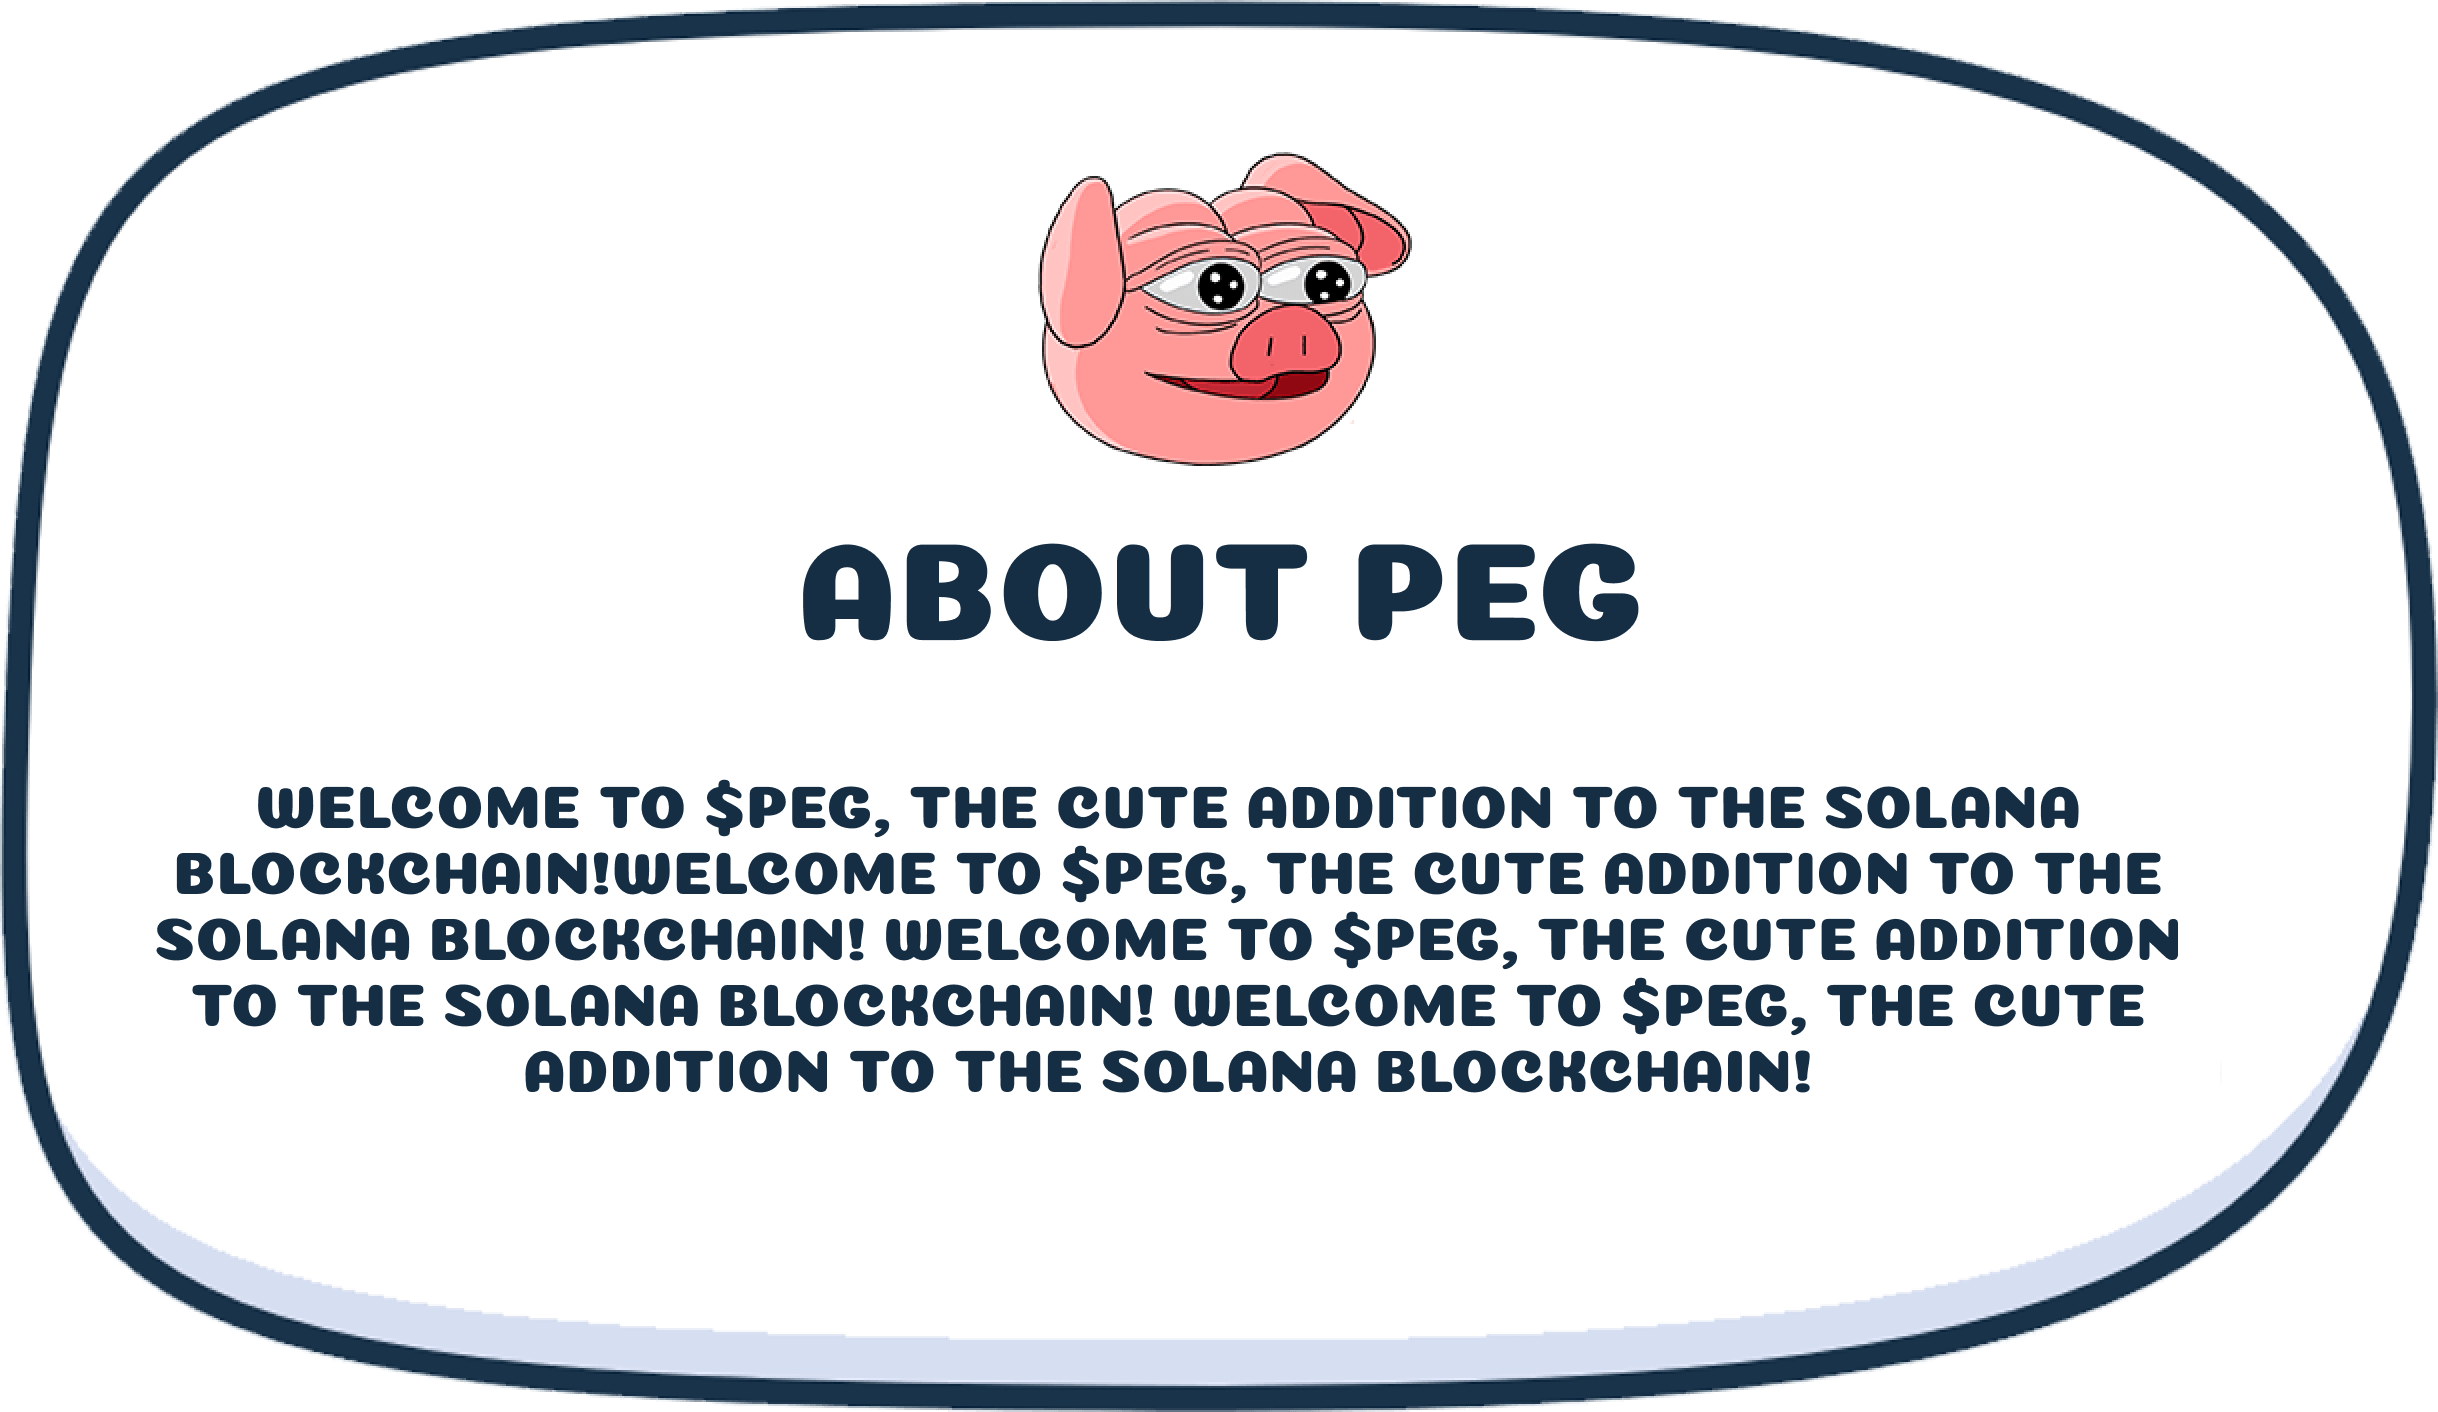 ABOUT PEG
WELCOME TO $PEG, THE CUTE ADDITION TO THE SOLANA
BLOCKCHAIN!WELCOME TO $PEG, THE CUTE ADDITION TO THE
SOLANA BLOCKCHAIN! WELCOME TO $PEG, THE CUTE ADDITION
TO THE SOLANA BLOCKCHAIN! WELCOME TO $PEG, THE CUTE
ADDITION TO THE SOLANA BLOCKCHAIN!